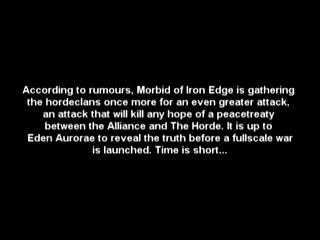 According to rumours, Morbid of Iron Edge is gathering
the hordeclans once more for an even greater attack,
an attack that will kill any hope of a peacetreaty
between the Alliance and The Horde. It is up to
Eden Aurorae to reveal the truth before a fullscale war
is launched. Time is short...